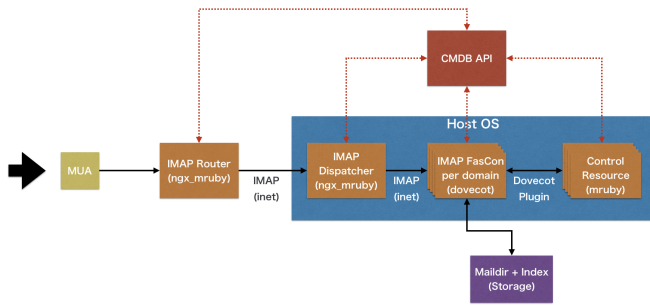 CMDB API
Host OS
MUA
IMAP Router
(ngx_mruby)
IMAP
(inet)
IMAP
Dispatcher
(ngx_mruby)
IMAP
(inet)
IMAP FasCon
per domain
(dovecot)
Dovecot
Plugin
Control
Resource
(mruby)
Maildir + Index
(Storage)